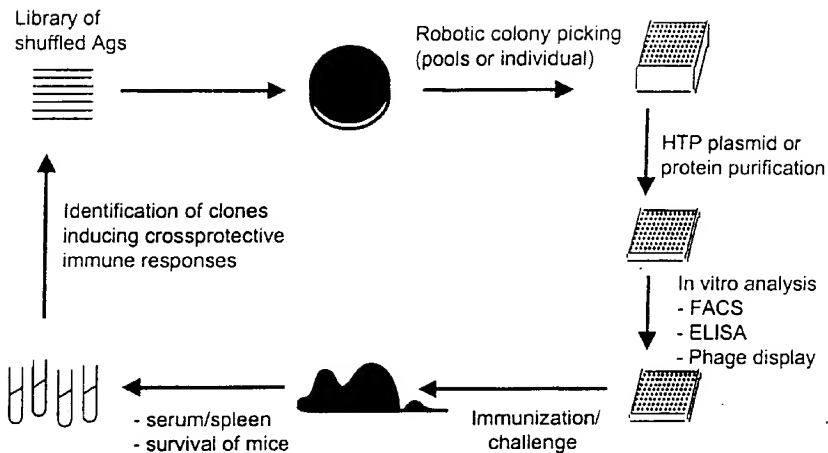 Library of
shuffled Ags
Robotic colony picking
(pools or individual)
HTP plasmid or
protein purification
In vitro analysis
- FACS
- ELISA
- Phage display
Immunization/
challenge
- serum/spleen
- survival of mice
Identification of clones
inducing crossprotective
immune responses